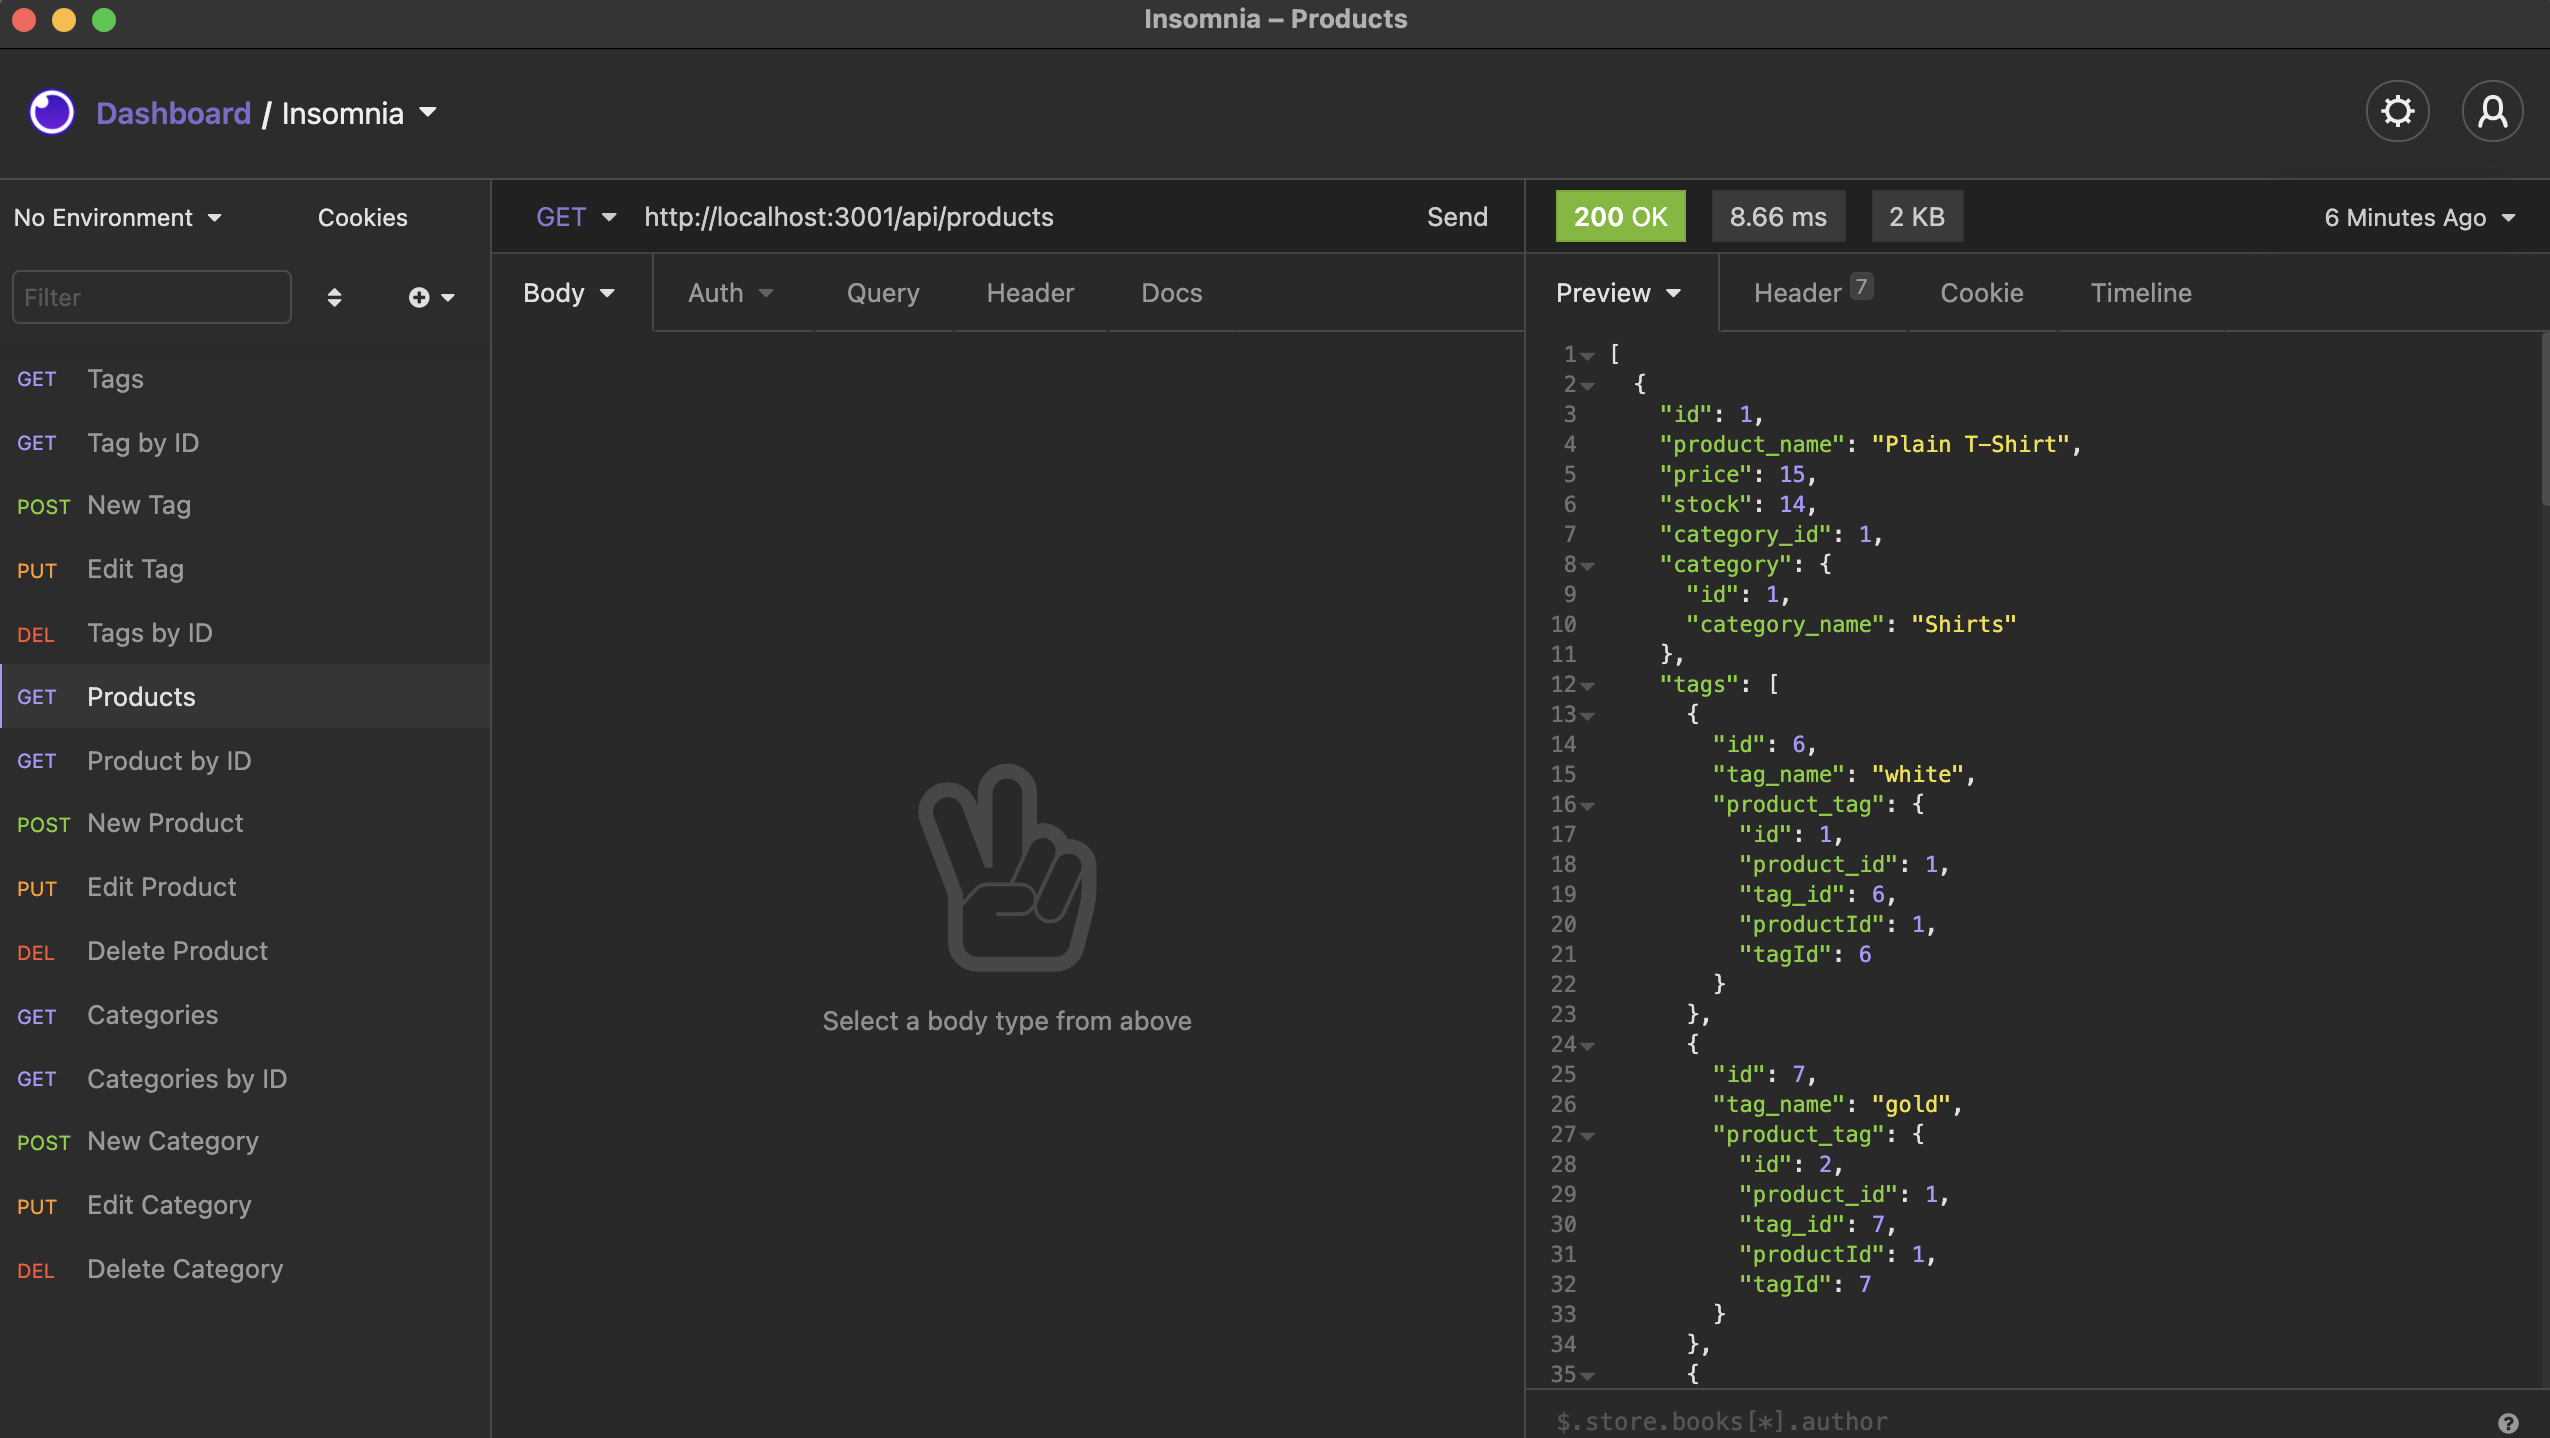 Insomnia – Products
Dashboard / Insomnia
No Environment
Cookies
Filter
GET Tags
GET Tag by ID
POST New Tag
PUT Edit Tag
DEL Tags by ID
GET Products
GET Product by ID
POST New Product
PUT Edit Product
DEL Delete Product
GET Categories
GET Categories by ID
POST New Category
PUT Edit Category
DEL Delete Category
GET http://localhost:3001/api/products Send
Body Auth Query Header Docs
Select a body type from above
200 OK 8.66 ms 2 KB 6 Minutes Ago
Preview Header 7 Cookie Timeline
1 [
2 {
3 "id": 1,
4 "product_name": "Plain T-Shirt",
5 "price": 15,
6 "stock": 14,
7 "category_id": 1,
8 "category": {
9 "id": 1,
10 "category_name": "Shirts"
11 },
12 "tags": [
13 {
14 "id": 6,
15 "tag_name": "white",
16 "product_tag": {
17 "id": 1,
18 "product_id": 1,
19 "tag_id": 6,
20 "productId": 1,
21 "tagId": 6
22 }
23 },
24 {
25 "id": 7,
26 "tag_name": "gold",
27 "product_tag": {
28 "id": 2,
29 "product_id": 1,
30 "tag_id": 7,
31 "productId": 1,
32 "tagId": 7
33 }
34 },
35 {
$.store.books[*].author